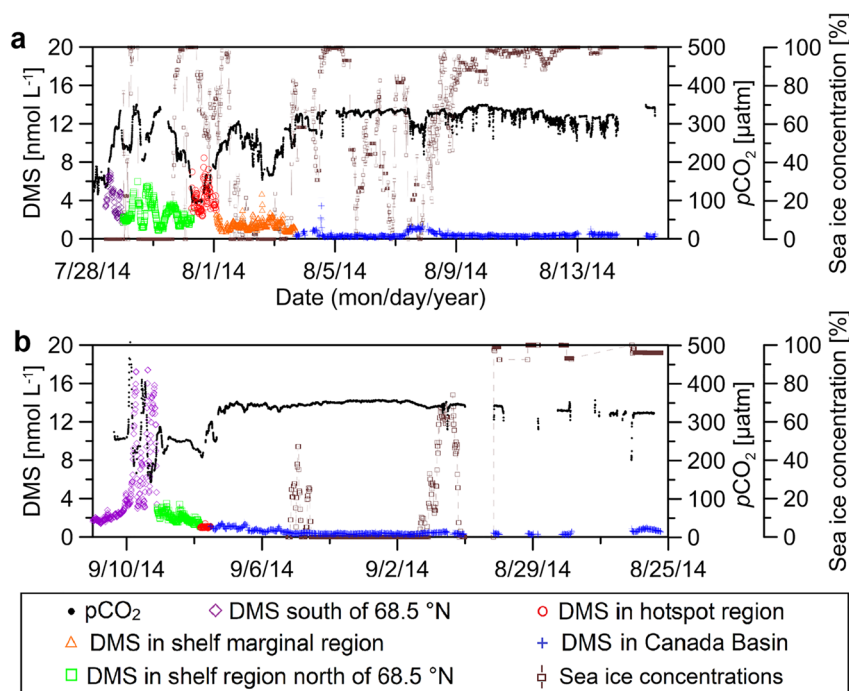 a
20
16
12
8
4
0
DMS [nmol L⁻¹]
500
400
300
200
100
0
pCO₂ [µatm]
100
80
60
40
20
0
Sea ice concentration [%]
7/28/14 8/1/14 8/5/14 8/9/14 8/13/14
Date (mon/day/year)
b
20
16
12
8
4
0
DMS [nmol L⁻¹]
500
400
300
200
100
0
pCO₂ [µatm]
100
80
60
40
20
0
Sea ice concentration [%]
9/10/14 9/6/14 9/2/14 8/29/14 8/25/14
pCO₂ DMS south of 68.5 °N DMS in hotspot region
DMS in shelf marginal region DMS in Canada Basin
DMS in shelf region north of 68.5 °N Sea ice concentrations